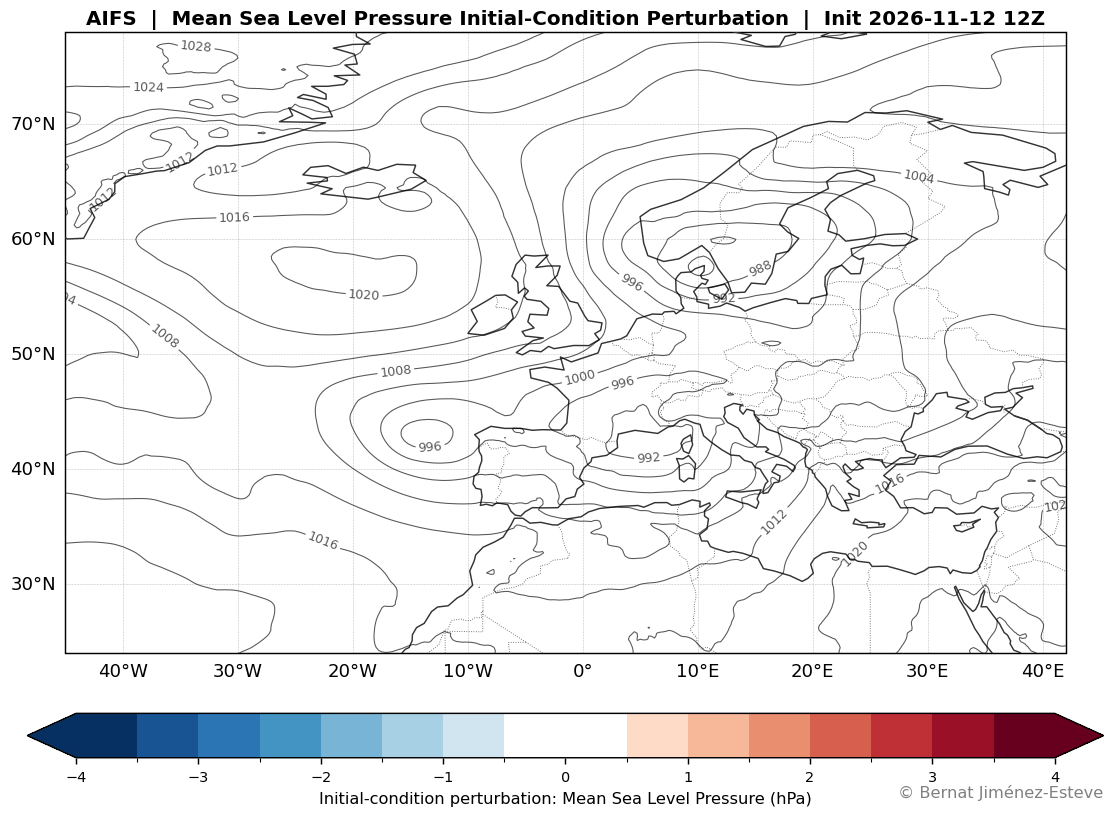 AIFS | Mean Sea Level Pressure Initial-Condition Perturbation | Init 2026-11-12 12Z
1028
1024
70°N
1012
1012
1012
1004
1016
60°N
988
996
1020
992
04
1008
50°N
1008
1000
996
996
992
40°N
1016
102
1012
1016
1020
30°N
40°W 30°W 20°W 10°W 0° 10°E 20°E 30°E 40°E
−4 −3 −2 −1 0 1 2 3 4
Initial-condition perturbation: Mean Sea Level Pressure (hPa)
© Bernat Jiménez-Esteve